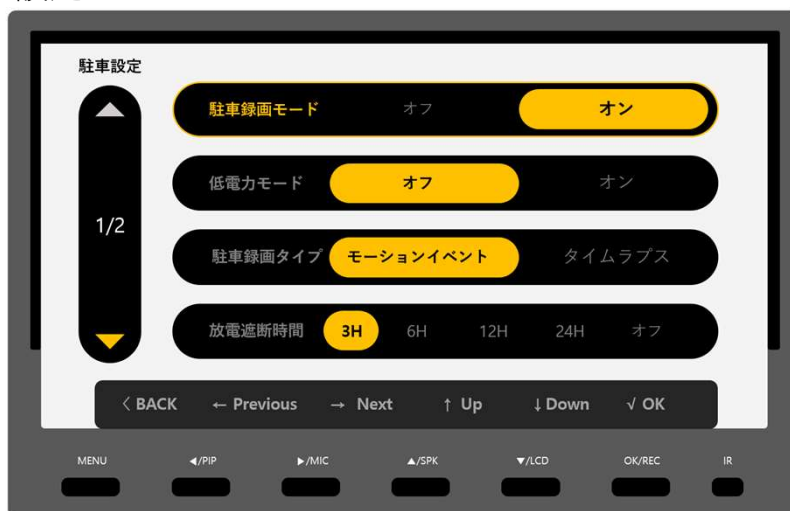 駐車設定
駐車録画モード オフ オン
低電力モード オフ オン
1/2
駐車録画タイプ モーションイベント タイムラプス
放電遮断時間 3H 6H 12H 24H オフ
〈 BACK ← Previous → Next ↑ Up ↓ Down √ OK
MENU ◀/PIP ▶/MIC ▲/SPK ▼/LCD OK/REC IR